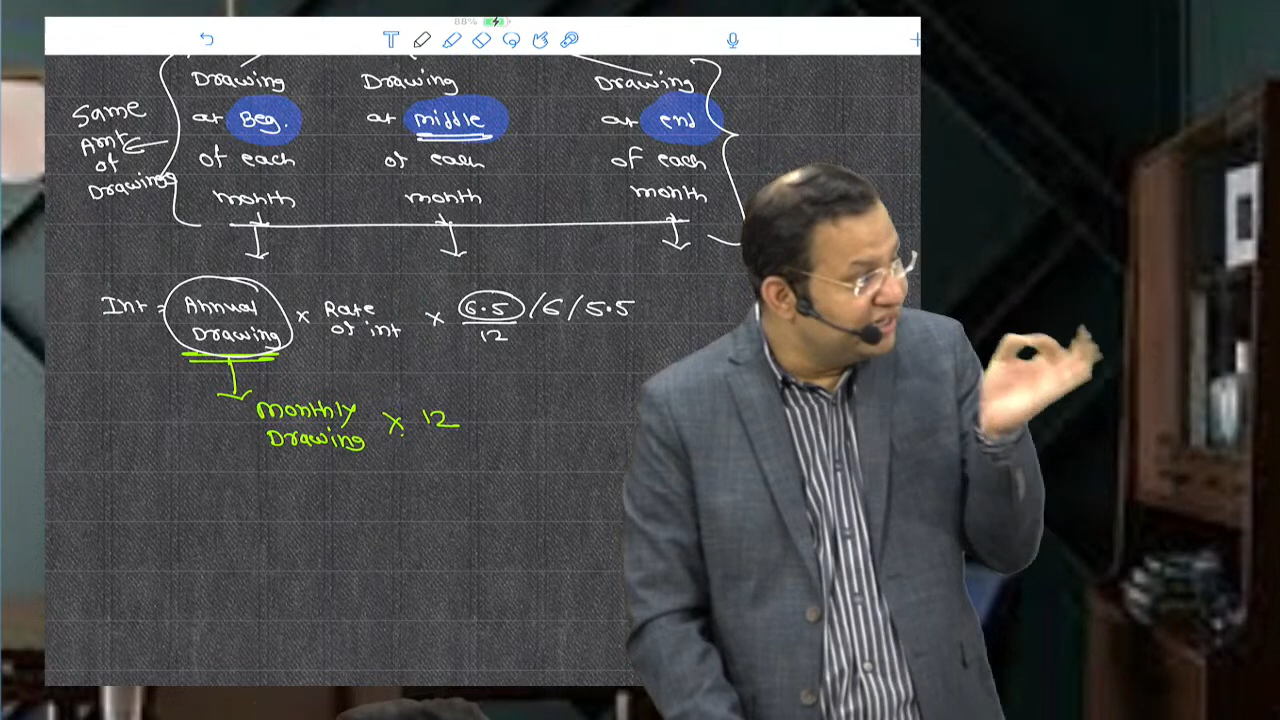 88%
T
Drawing
at Beg.
of each
month
Drawing
at middle
of each
month
Drawing
at end
of each
month
Same
Amt
of
Drawings
Int = Annual Drawing × Rate of int × 6.5/12 / 6 / 5.5
Monthly Drawing × 12